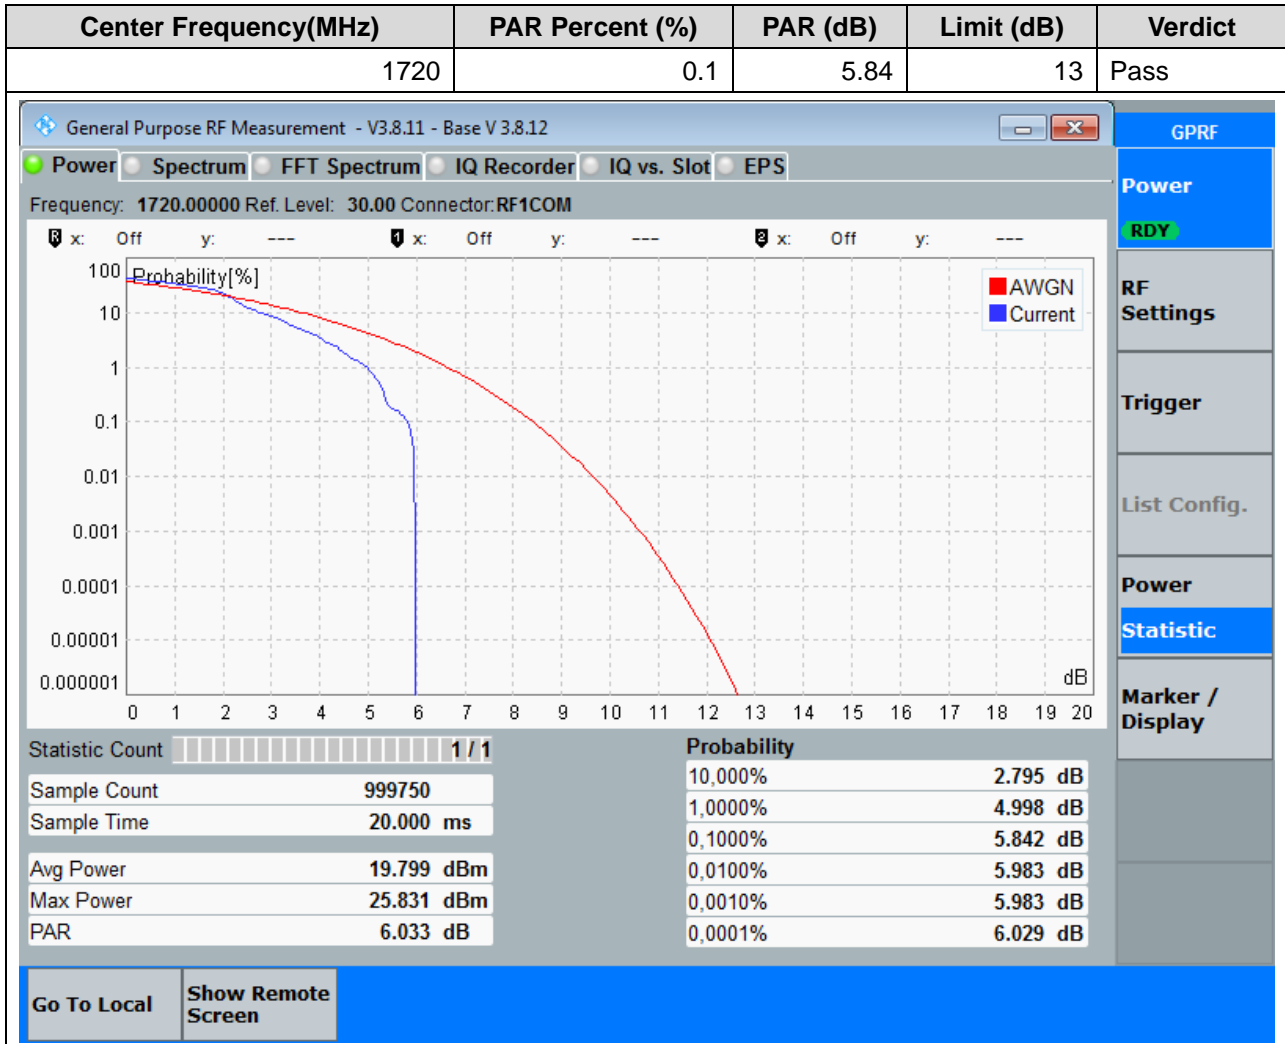 Center Frequency(MHz) PAR Percent (%) PAR (dB) Limit (dB) Verdict
1720 0.1 5.84 13 Pass
General Purpose RF Measurement - V3.8.11 - Base V 3.8.12
GPRF
Power Spectrum FFT Spectrum IQ Recorder IQ vs. Slot EPS
Frequency: 1720.00000 Ref. Level: 30.00 Connector:RF1COM
R x: Off y: --- 1 x: Off y: --- 2 x: Off y: ---
Probability[%]
100
10
1
0.1
0.01
0.001
0.0001
0.00001
0.000001
AWGN
Current
dB
0 1 2 3 4 5 6 7 8 9 10 11 12 13 14 15 16 17 18 19 20
Statistic Count 1 / 1
Sample Count 999750
Sample Time 20.000 ms
Avg Power 19.799 dBm
Max Power 25.831 dBm
PAR 6.033 dB
Probability
10,000% 2.795 dB
1,0000% 4.998 dB
0,1000% 5.842 dB
0,0100% 5.983 dB
0,0010% 5.983 dB
0,0001% 6.029 dB
Power
RDY
RF
Settings
Trigger
List Config.
Power
Statistic
Marker /
Display
Go To Local
Show Remote
Screen